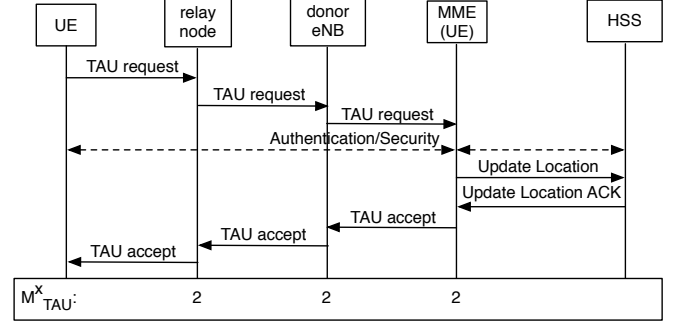 UE
relay
node
donor
eNB
MME
(UE)
HSS
TAU request
TAU request
TAU request
Authentication/Security
Update Location
Update Location ACK
TAU accept
TAU accept
TAU accept
M^X_TAU: 2 2 2